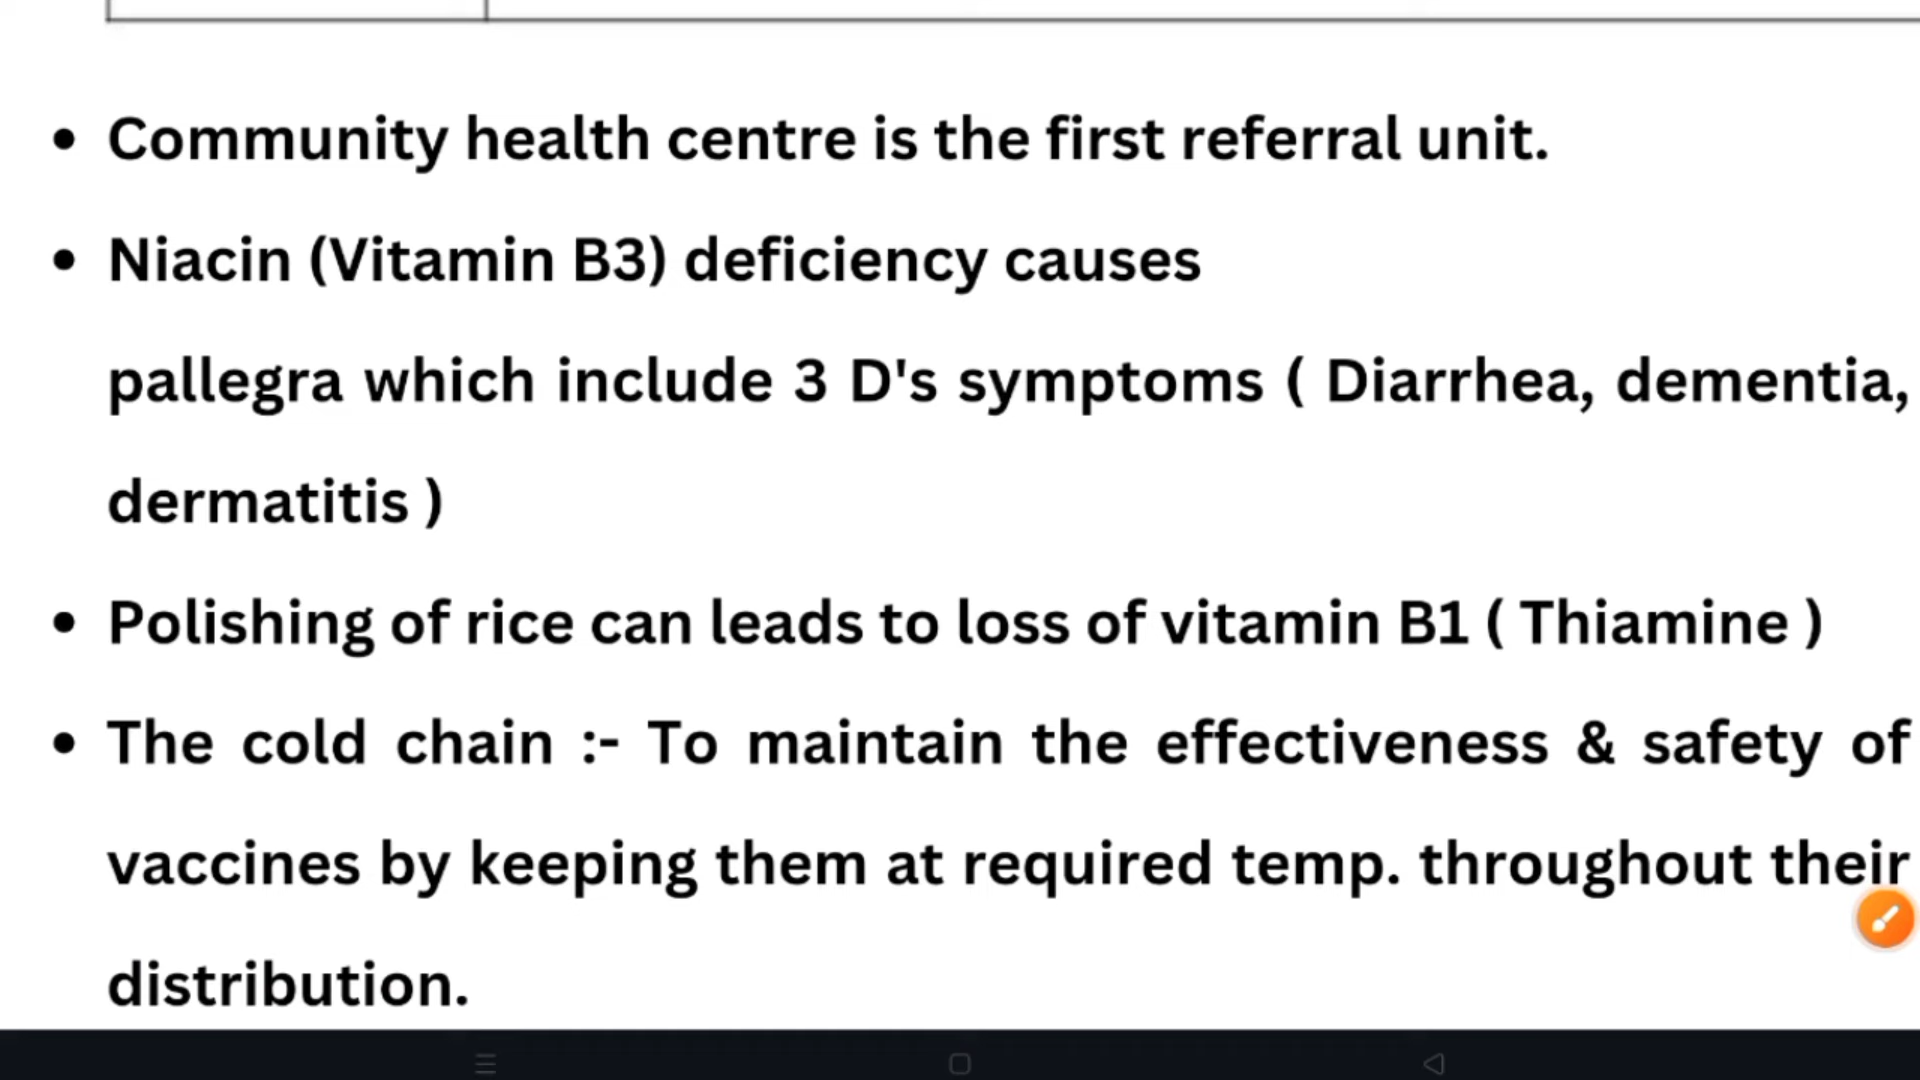 • Community health centre is the first referral unit.
• Niacin (Vitamin B3) deficiency causes
pallegra which include 3 D's symptoms ( Diarrhea, dementia,
dermatitis )
• Polishing of rice can leads to loss of vitamin B1 ( Thiamine )
• The cold chain :- To maintain the effectiveness & safety of
vaccines by keeping them at required temp. throughout their
distribution.